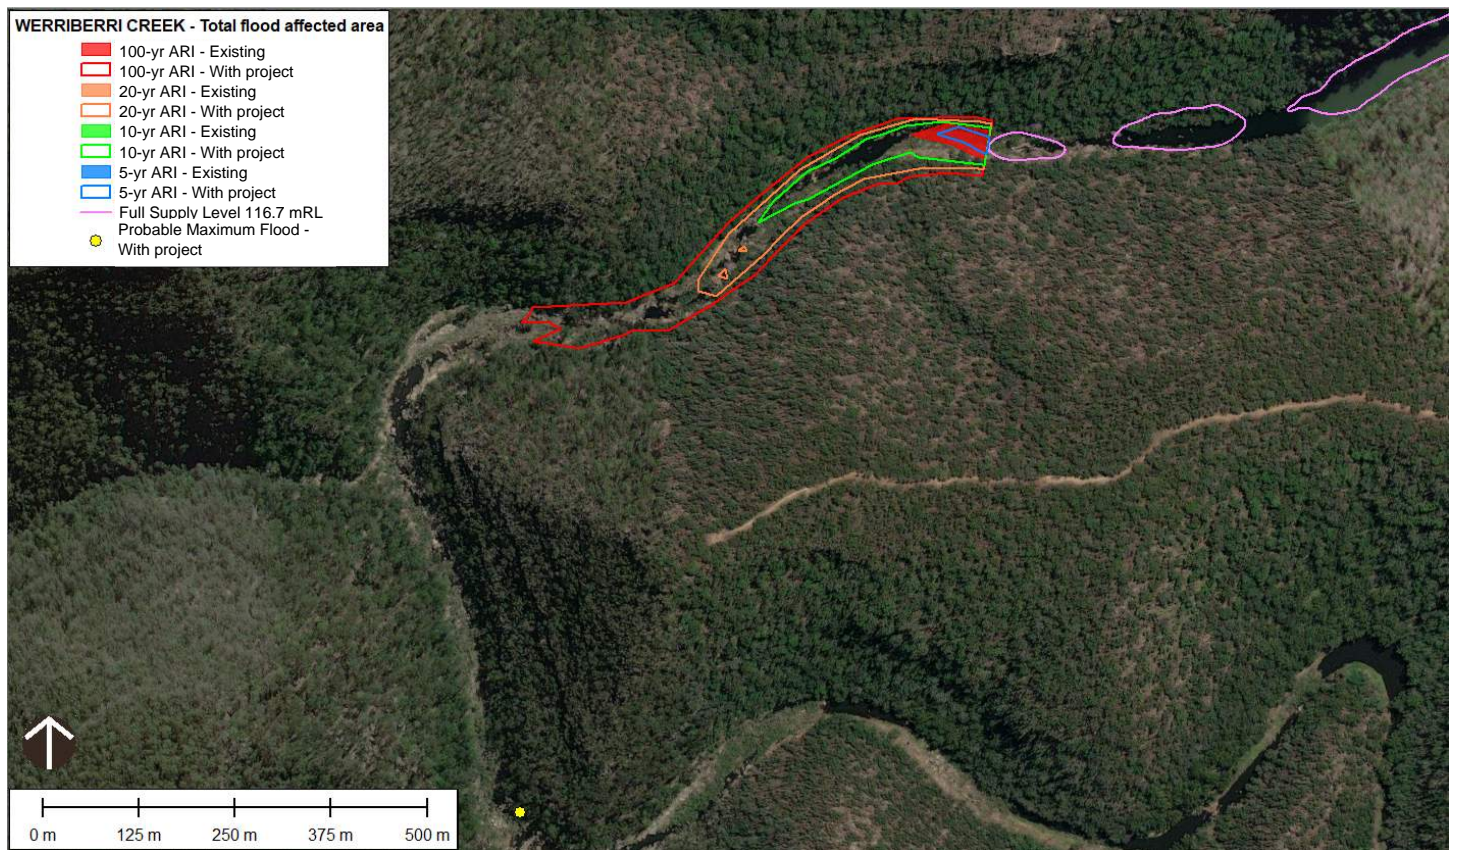 WERRIBERRI CREEK - Total flood affected area
100-yr ARI - Existing
100-yr ARI - With project
20-yr ARI - Existing
20-yr ARI - With project
10-yr ARI - Existing
10-yr ARI - With project
5-yr ARI - Existing
5-yr ARI - With project
Full Supply Level 116.7 mRL
Probable Maximum Flood -
With project
0 m 125 m 250 m 375 m 500 m